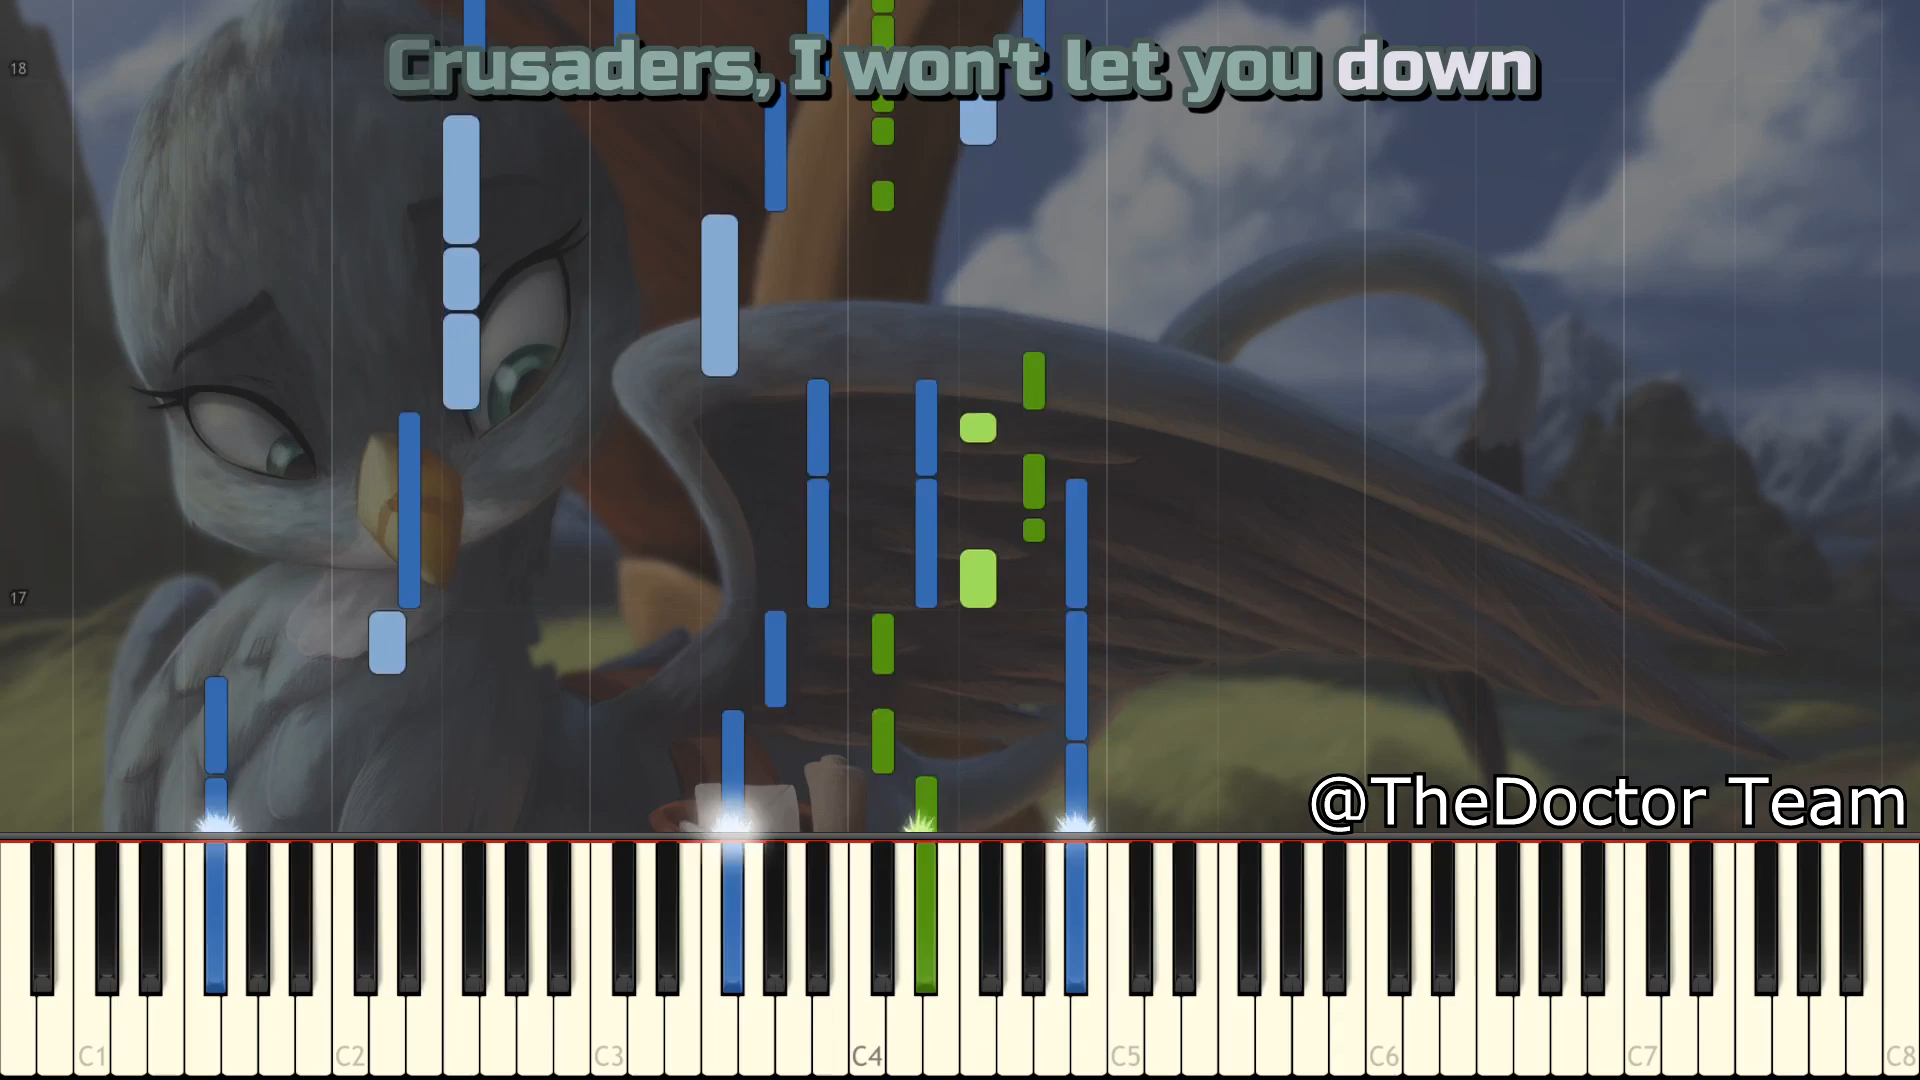 18
Crusaders, I won't let you down
17
@TheDoctor Team
C1 C2 C3 C4 C5 C6 C7 C8